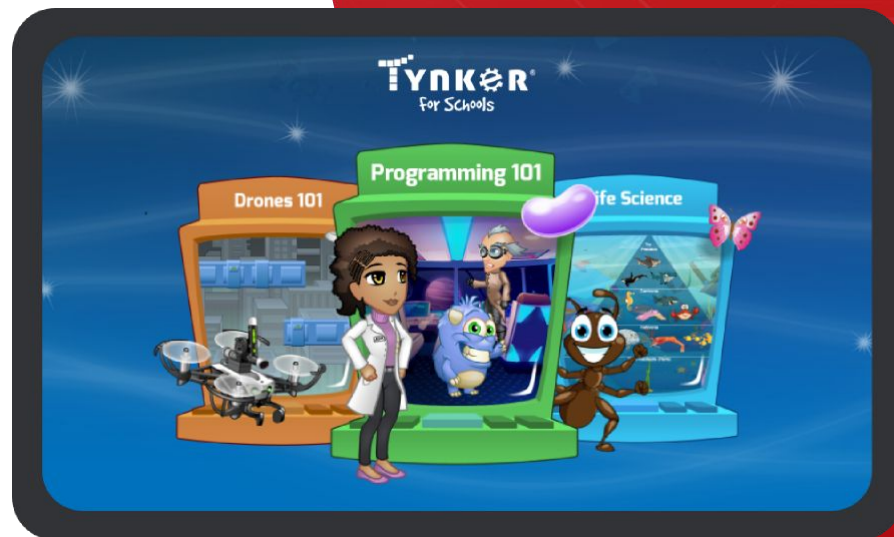 TYNKER®
for Schools
Programming 101
Drones 101
ife Science